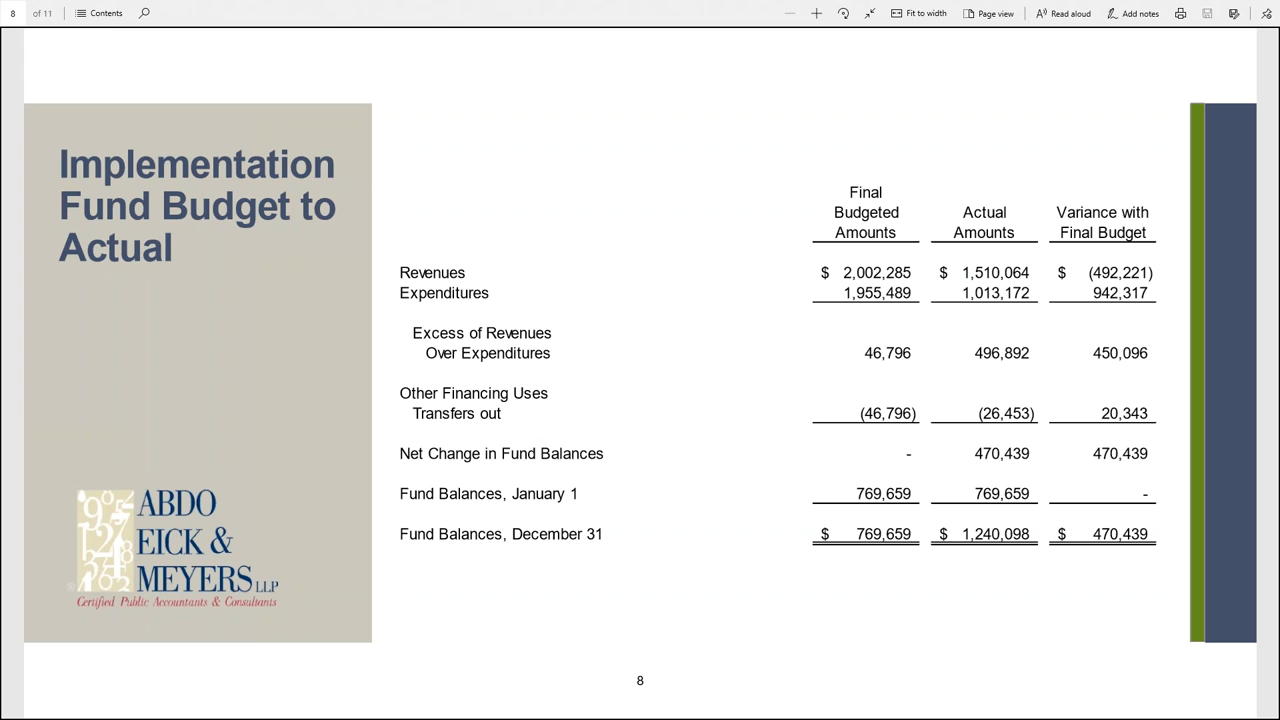 8 of 11 Contents Fit to width Page view Read aloud Add notes
Implementation
Fund Budget to
Actual
Final
Budgeted Actual Variance with
Amounts Amounts Final Budget
Revenues $ 2,002,285 $ 1,510,064 $ (492,221)
Expenditures 1,955,489 1,013,172 942,317
Excess of Revenues
Over Expenditures 46,796 496,892 450,096
Other Financing Uses
Transfers out (46,796) (26,453) 20,343
Net Change in Fund Balances - 470,439 470,439
Fund Balances, January 1 769,659 769,659 -
Fund Balances, December 31 $ 769,659 $ 1,240,098 $ 470,439
ABDO
EICK &
MEYERS LLP
Certified Public Accountants & Consultants
8